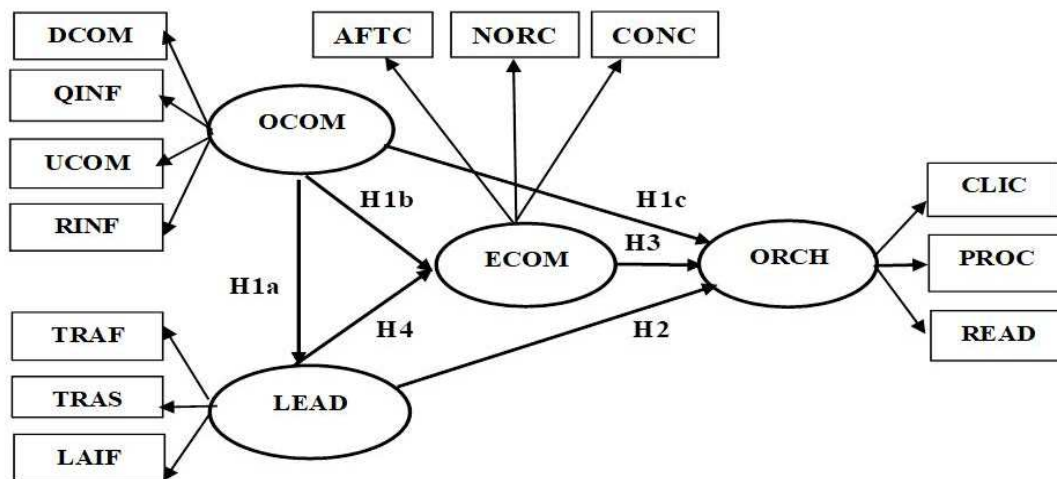 DCOM
QINF
UCOM
RINF
OCOM
AFTC NORC CONC
H1b
H1c
H1a
ECOM
H3
ORCH
CLIC
PROC
READ
H4
H2
TRAF
TRAS
LAIF
LEAD